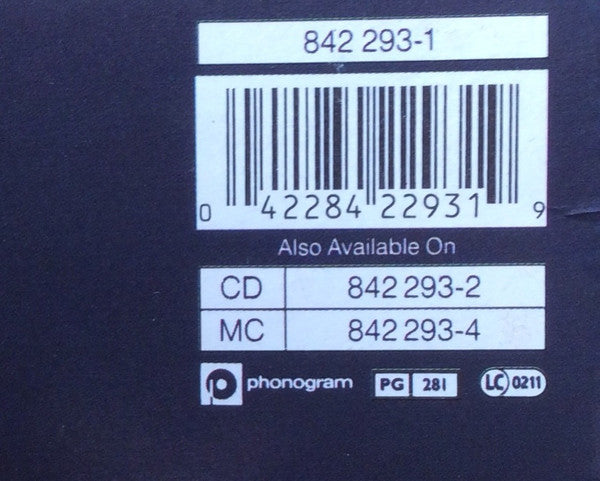 842 293-1
0 42284 22931 9
Also Available On
CD 842 293-2
MC 842 293-4
phonogram PG 281 LC 0211